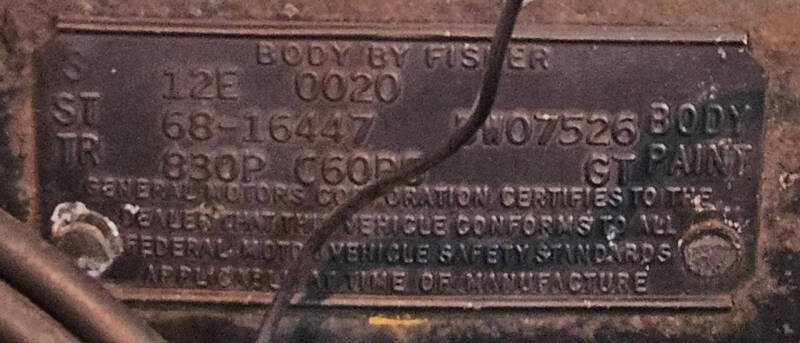 BODY BY FISHER
S 12E 0020
ST 68-16447 BODY
TR 830P GT PAINT
GENERAL MOTORS CORPORATION CERTIFIES TO THE
DEALER THAT THIS VEHICLE CONFORMS TO ALL
FEDERAL MOTOR VEHICLE SAFETY STANDARDS
APPLICABLE AT TIME OF MANUFACTURE